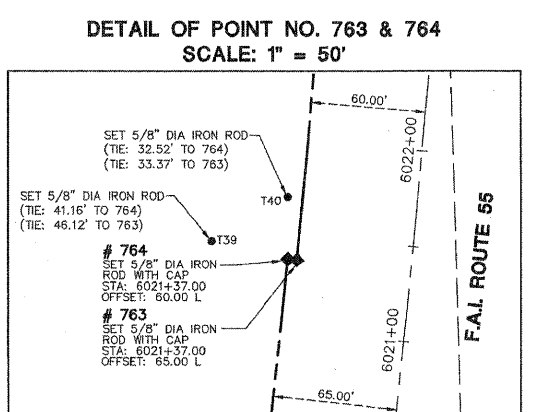 DETAIL OF POINT NO. 763 & 764
SCALE: 1" = 50'
60.00'
SET 5/8" DIA IRON ROD
(TIE: 32.52' TO 764)
(TIE: 33.37' TO 763)
T40
6022+00
SET 5/8" DIA IRON ROD
(TIE: 41.16' TO 764)
(TIE: 46.12' TO 763)
T39
# 764
SET 5/8" DIA IRON
ROD WITH CAP
STA: 6021+37.00
OFFSET: 60.00 L
# 763
SET 5/8" DIA IRON
ROD WITH CAP
STA: 6021+37.00
OFFSET: 65.00 L
6021+00
F.A.I. ROUTE 55
65.00'